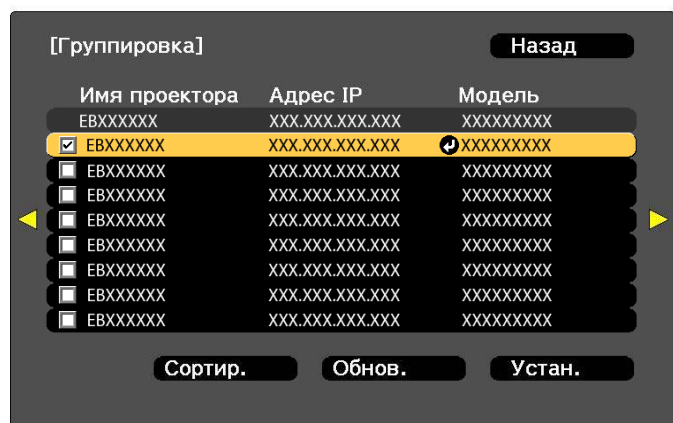 [Группировка] Назад
Имя проектора Адрес IP Модель
EBXXXXXX XXX.XXX.XXX.XXX XXXXXXXXX
EBXXXXXX XXX.XXX.XXX.XXX XXXXXXXXX
EBXXXXXX XXX.XXX.XXX.XXX XXXXXXXXX
EBXXXXXX XXX.XXX.XXX.XXX XXXXXXXXX
EBXXXXXX XXX.XXX.XXX.XXX XXXXXXXXX
EBXXXXXX XXX.XXX.XXX.XXX XXXXXXXXX
EBXXXXXX XXX.XXX.XXX.XXX XXXXXXXXX
EBXXXXXX XXX.XXX.XXX.XXX XXXXXXXXX
EBXXXXXX XXX.XXX.XXX.XXX XXXXXXXXX
Сортир. Обнов. Устан.